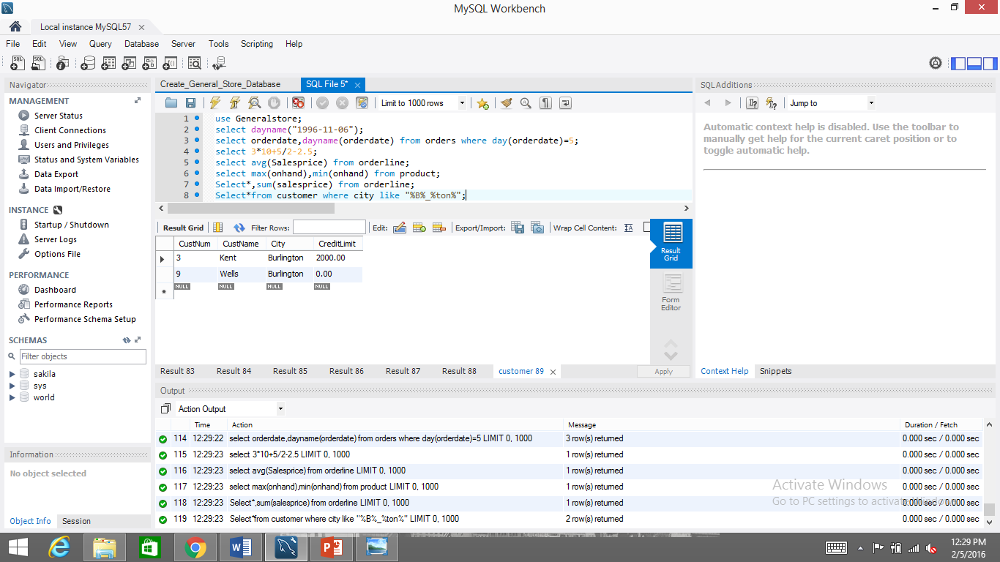 MySQL Workbench
Local instance MySQL57
File Edit View Query Database Server Tools Scripting Help
Navigator
MANAGEMENT
Server Status
Client Connections
Users and Privileges
Status and System Variables
Data Export
Data Import/Restore
INSTANCE
Startup / Shutdown
Server Logs
Options File
PERFORMANCE
Dashboard
Performance Reports
Performance Schema Setup
SCHEMAS
Filter objects
sakila
sys
world
Information
No object selected
Object Info Session
Create_General_Store_Database SQL File 5*
Limit to 1000 rows
1 use Generalstore;
2 select dayname("1996-11-06");
3 select orderdate,dayname(orderdate) from orders where day(orderdate)=5;
4 select 3*10+5/2-2.5;
5 select avg(Salesprice) from orderline;
6 select max(onhand),min(onhand) from product;
7 Select*,sum(salesprice) from orderline;
8 Select*from customer where city like "%B%_%ton%";
Result Grid Filter Rows: Edit: Export/Import: Wrap Cell Content:
CustNum CustName City CreditLimit
3 Kent Burlington 2000.00
9 Wells Burlington 0.00
NULL NULL NULL NULL
Result Grid
Form Editor
Result 83 Result 84 Result 85 Result 86 Result 87 Result 88 customer 89 Apply
SQL Additions
Jump to
Automatic context help is disabled. Use the toolbar to
manually get help for the current caret position or to
toggle automatic help.
Context Help Snippets
Output
Action Output
Time Action Message Duration / Fetch
114 12:29:22 select orderdate,dayname(orderdate) from orders where day(orderdate)=5 LIMIT 0, 1000 3 row(s) returned 0.000 sec / 0.000 sec
115 12:29:23 select 3*10+5/2-2.5 LIMIT 0, 1000 1 row(s) returned 0.000 sec / 0.000 sec
116 12:29:23 select avg(Salesprice) from orderline LIMIT 0, 1000 1 row(s) returned 0.000 sec / 0.000 sec
117 12:29:23 select max(onhand),min(onhand) from product LIMIT 0, 1000 1 row(s) returned 0.000 sec / 0.000 sec
118 12:29:23 Select*,sum(salesprice) from orderline LIMIT 0, 1000 1 row(s) returned 0.000 sec / 0.000 sec
119 12:29:23 Select*from customer where city like "%B%_%ton%" LIMIT 0, 1000 2 row(s) returned 0.000 sec / 0.000 sec
Activate Windows
Go to PC settings to activate Windows.
12:29 PM
2/5/2016